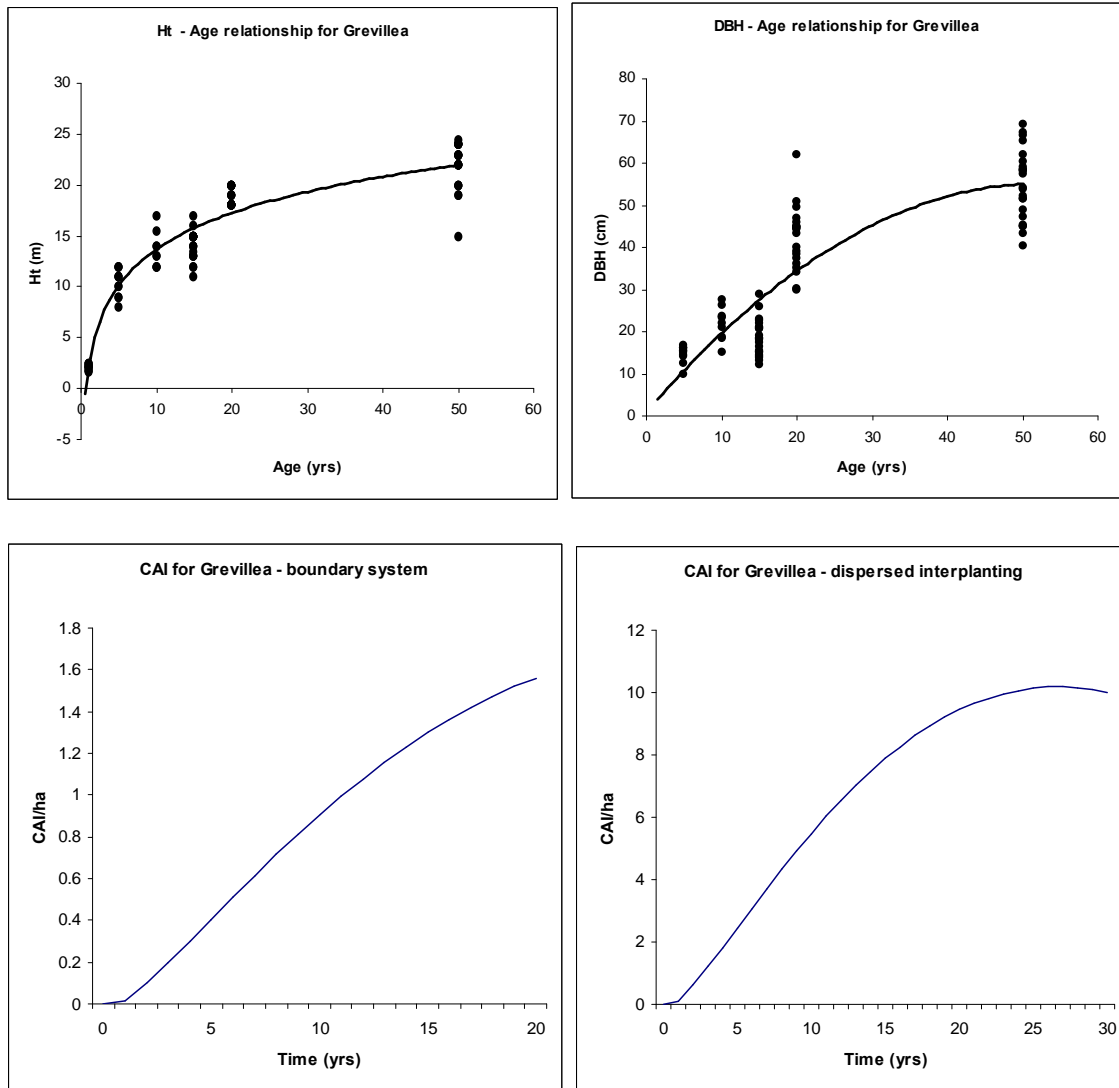 Ht - Age relationship for Grevillea
30
25
20
15
10
5
0
-5
0 10 20 30 40 50 60
Ht (m)
Age (yrs)
DBH - Age relationship for Grevillea
80
70
60
50
40
30
20
10
0
0 10 20 30 40 50 60
DBH (cm)
Age (yrs)
CAI for Grevillea - boundary system
1.8
1.6
1.4
1.2
1
0.8
0.6
0.4
0.2
0
0 5 10 15 20
CAI/ha
Time (yrs)
CAI for Grevillea - dispersed interplanting
12
10
8
6
4
2
0
0 5 10 15 20 25 30
CAI/ha
Time (yrs)